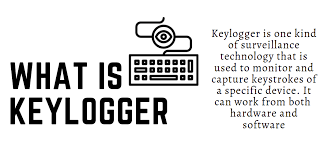 WHAT IS
KEYLOGGER
Keylogger is one kind
of surveillance
technology that is
used to monitor and
capture keystrokes of
a specific device. It
can work from both
hardware and
software